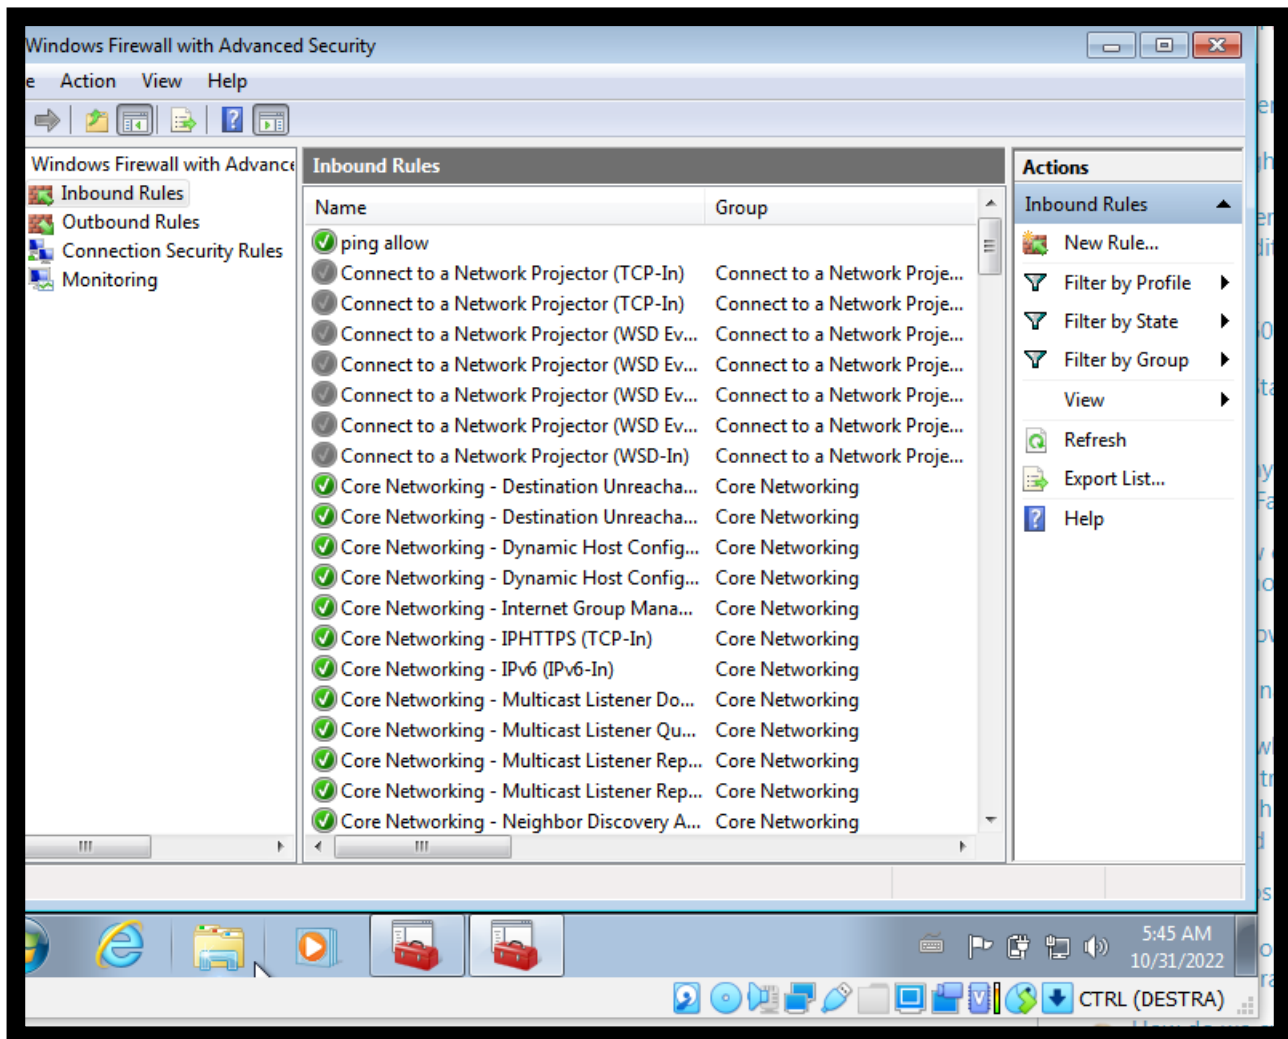 Windows Firewall with Advanced Security
e Action View Help
Windows Firewall with Advance
Inbound Rules
Outbound Rules
Connection Security Rules
Monitoring
Inbound Rules
Name Group
ping allow
Connect to a Network Projector (TCP-In) Connect to a Network Proje...
Connect to a Network Projector (TCP-In) Connect to a Network Proje...
Connect to a Network Projector (WSD Ev... Connect to a Network Proje...
Connect to a Network Projector (WSD Ev... Connect to a Network Proje...
Connect to a Network Projector (WSD Ev... Connect to a Network Proje...
Connect to a Network Projector (WSD Ev... Connect to a Network Proje...
Connect to a Network Projector (WSD-In) Connect to a Network Proje...
Core Networking - Destination Unreacha... Core Networking
Core Networking - Destination Unreacha... Core Networking
Core Networking - Dynamic Host Config... Core Networking
Core Networking - Dynamic Host Config... Core Networking
Core Networking - Internet Group Mana... Core Networking
Core Networking - IPHTTPS (TCP-In) Core Networking
Core Networking - IPv6 (IPv6-In) Core Networking
Core Networking - Multicast Listener Do... Core Networking
Core Networking - Multicast Listener Qu... Core Networking
Core Networking - Multicast Listener Rep... Core Networking
Core Networking - Multicast Listener Rep... Core Networking
Core Networking - Neighbor Discovery A... Core Networking
Actions
Inbound Rules
New Rule...
Filter by Profile
Filter by State
Filter by Group
View
Refresh
Export List...
Help
5:45 AM
10/31/2022
CTRL (DESTRA)